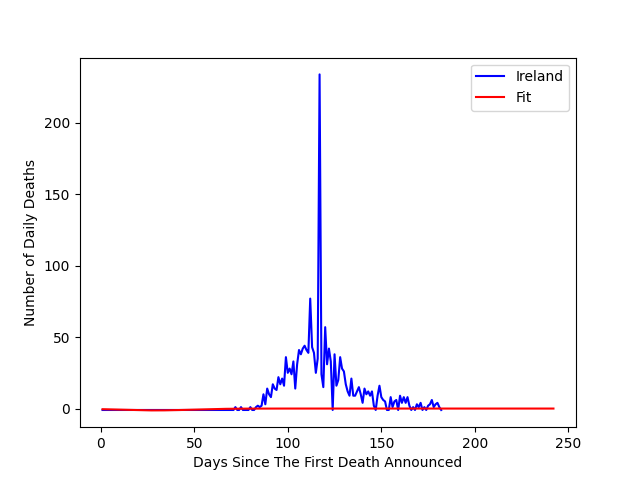 Ireland
Fit
Number of Daily Deaths
200
150
100
50
0
0 50 100 150 200 250
Days Since The First Death Announced